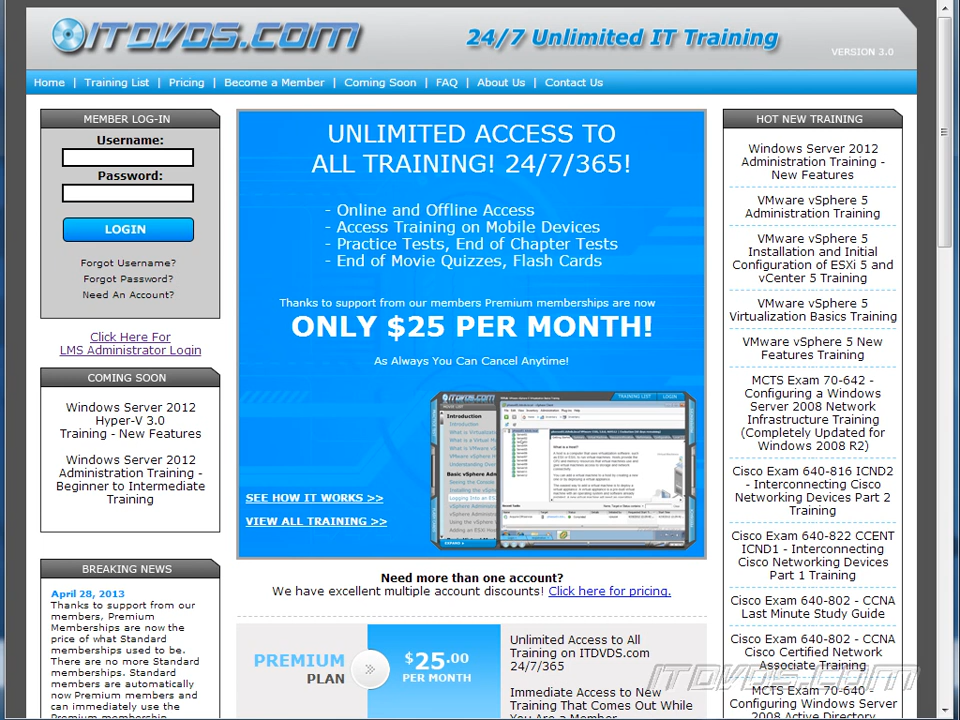 ITDVDS.COM
24/7 Unlimited IT Training
VERSION 3.0
Home | Training List | Pricing | Become a Member | Coming Soon | FAQ | About Us | Contact Us
MEMBER LOG-IN
Username:
Password:
LOGIN
Forgot Username?
Forgot Password?
Need An Account?
Click Here For
LMS Administrator Login
COMING SOON
Windows Server 2012
Hyper-V 3.0
Training - New Features
Windows Server 2012
Administration Training -
Beginner to Intermediate
Training
BREAKING NEWS
April 28, 2013
Thanks to support from our
members, Premium
Memberships are now the
price of what Standard
memberships used to be.
There are no more Standard
memberships. Standard
members are automatically
now Premium members and
can immediately use the
Premium membership
UNLIMITED ACCESS TO
ALL TRAINING! 24/7/365!
- Online and Offline Access
- Access Training on Mobile Devices
- Practice Tests, End of Chapter Tests
- End of Movie Quizzes, Flash Cards
Thanks to support from our members Premium memberships are now
ONLY $25 PER MONTH!
As Always You Can Cancel Anytime!
SEE HOW IT WORKS >>
VIEW ALL TRAINING >>
ITDVDS.COM
TRAINING LIST
LOGIN
Introduction
Need more than one account?
We have excellent multiple account discounts! Click here for pricing.
PREMIUM
PLAN
$25.00
PER MONTH
Unlimited Access to All
Training on ITDVDS.com
24/7/365
Immediate Access to New
Training That Comes Out While
You Are a Member
HOT NEW TRAINING
Windows Server 2012
Administration Training -
New Features
VMware vSphere 5
Administration Training
VMware vSphere 5
Installation and Initial
Configuration of ESXi 5 and
vCenter 5 Training
VMware vSphere 5
Virtualization Basics Training
VMware vSphere 5 New
Features Training
MCTS Exam 70-642 -
Configuring a Windows
Server 2008 Network
Infrastructure Training
(Completely Updated for
Windows 2008 R2)
Cisco Exam 640-816 ICND2
- Interconnecting Cisco
Networking Devices Part 2
Training
Cisco Exam 640-822 CCENT
ICND1 - Interconnecting
Cisco Networking Devices
Part 1 Training
Cisco Exam 640-802 - CCNA
Last Minute Study Guide
Cisco Exam 640-802 - CCNA
Cisco Certified Network
Associate Training
MCTS Exam 70-640 -
Configuring Windows Server
2008 Active Directory
ITDVDS.COM